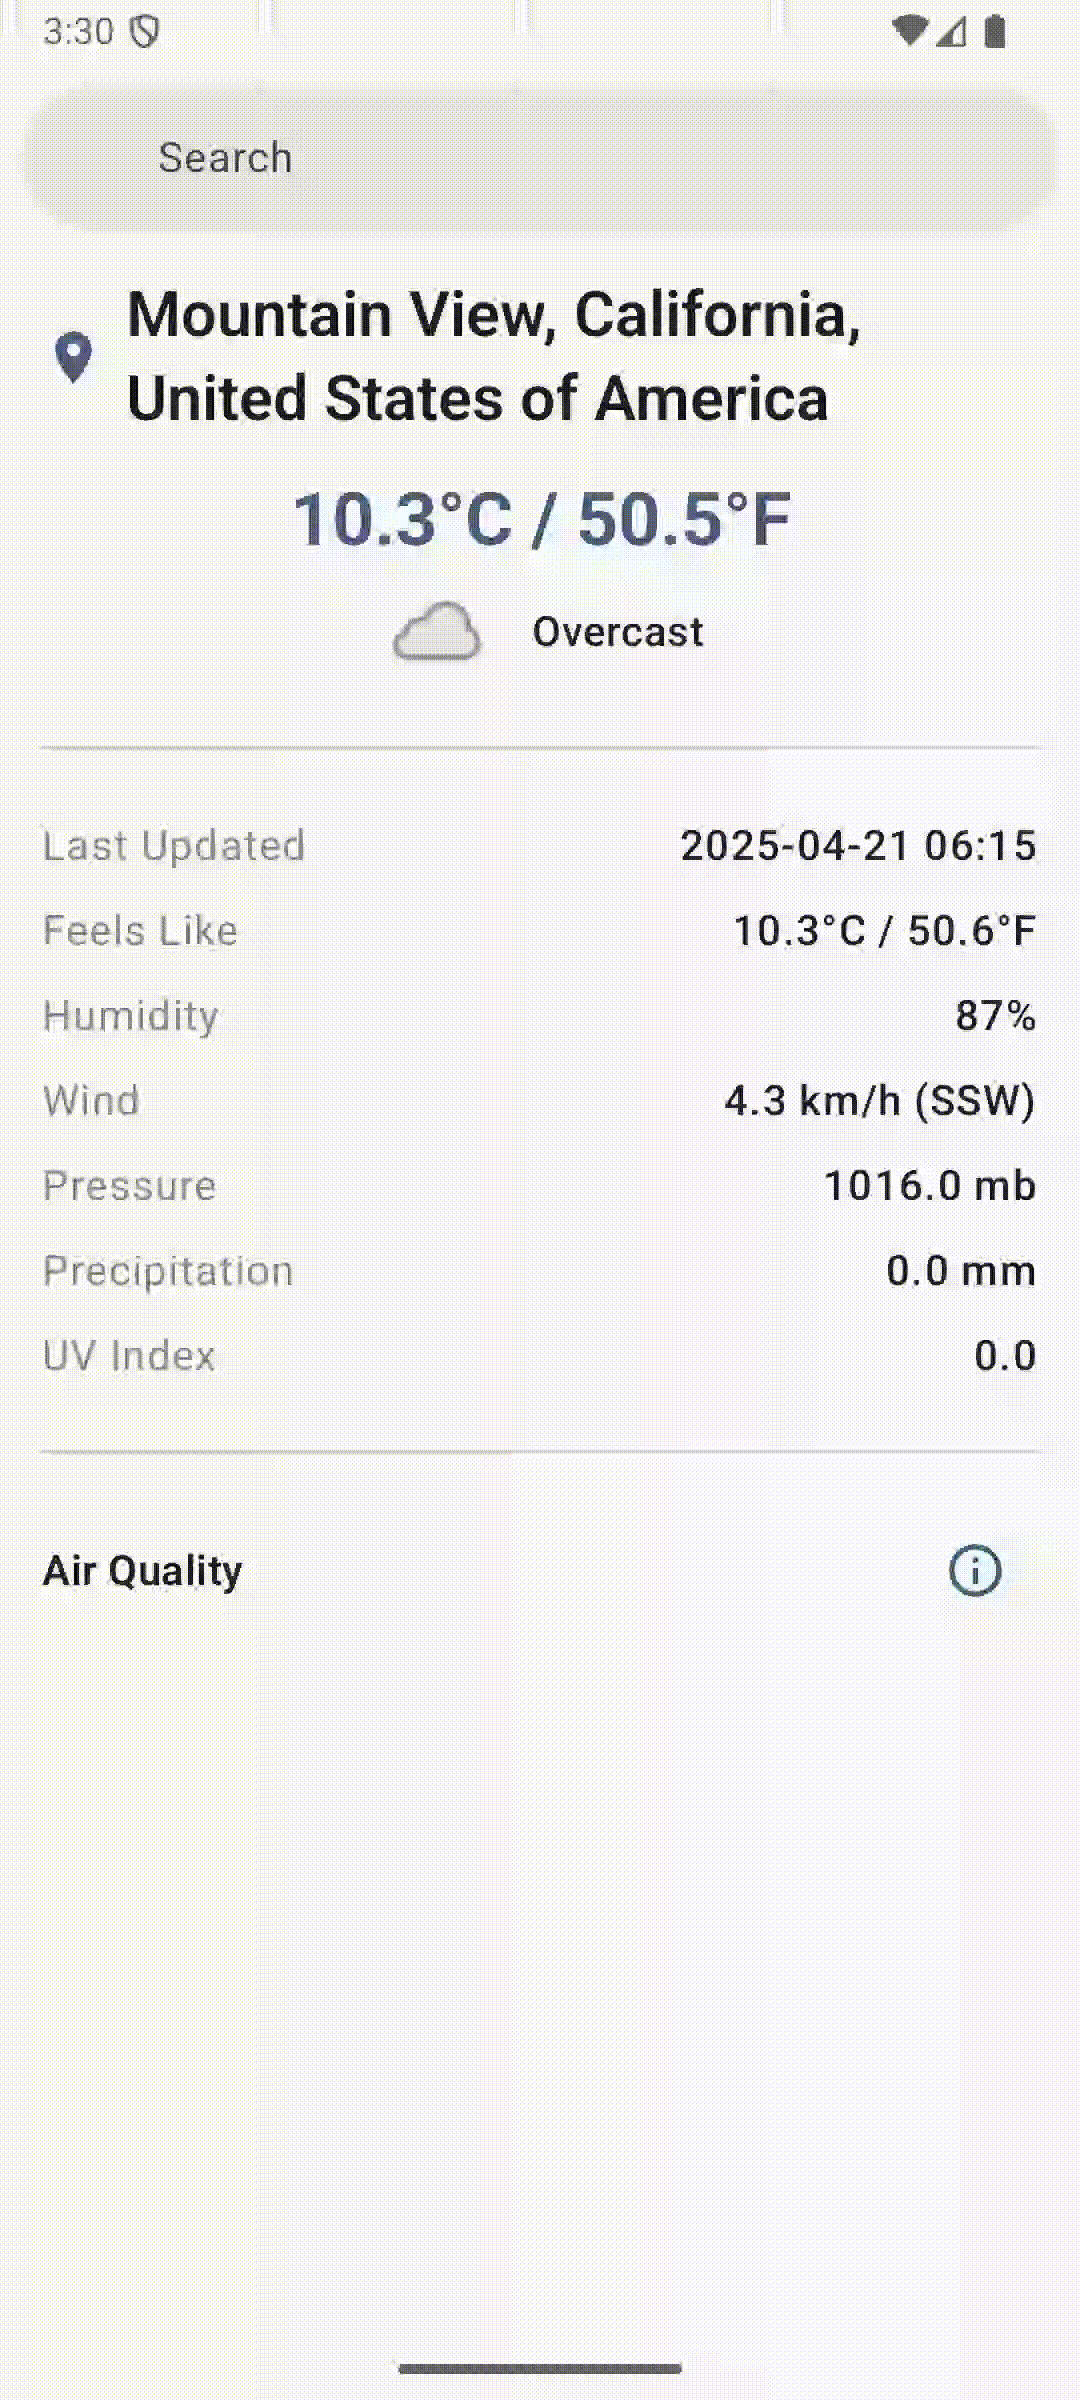 3:30
Search
Mountain View, California,
United States of America
10.3°C / 50.5°F
Overcast
Last Updated 2025-04-21 06:15
Feels Like 10.3°C / 50.6°F
Humidity 87%
Wind 4.3 km/h (SSW)
Pressure 1016.0 mb
Precipitation 0.0 mm
UV Index 0.0
Air Quality